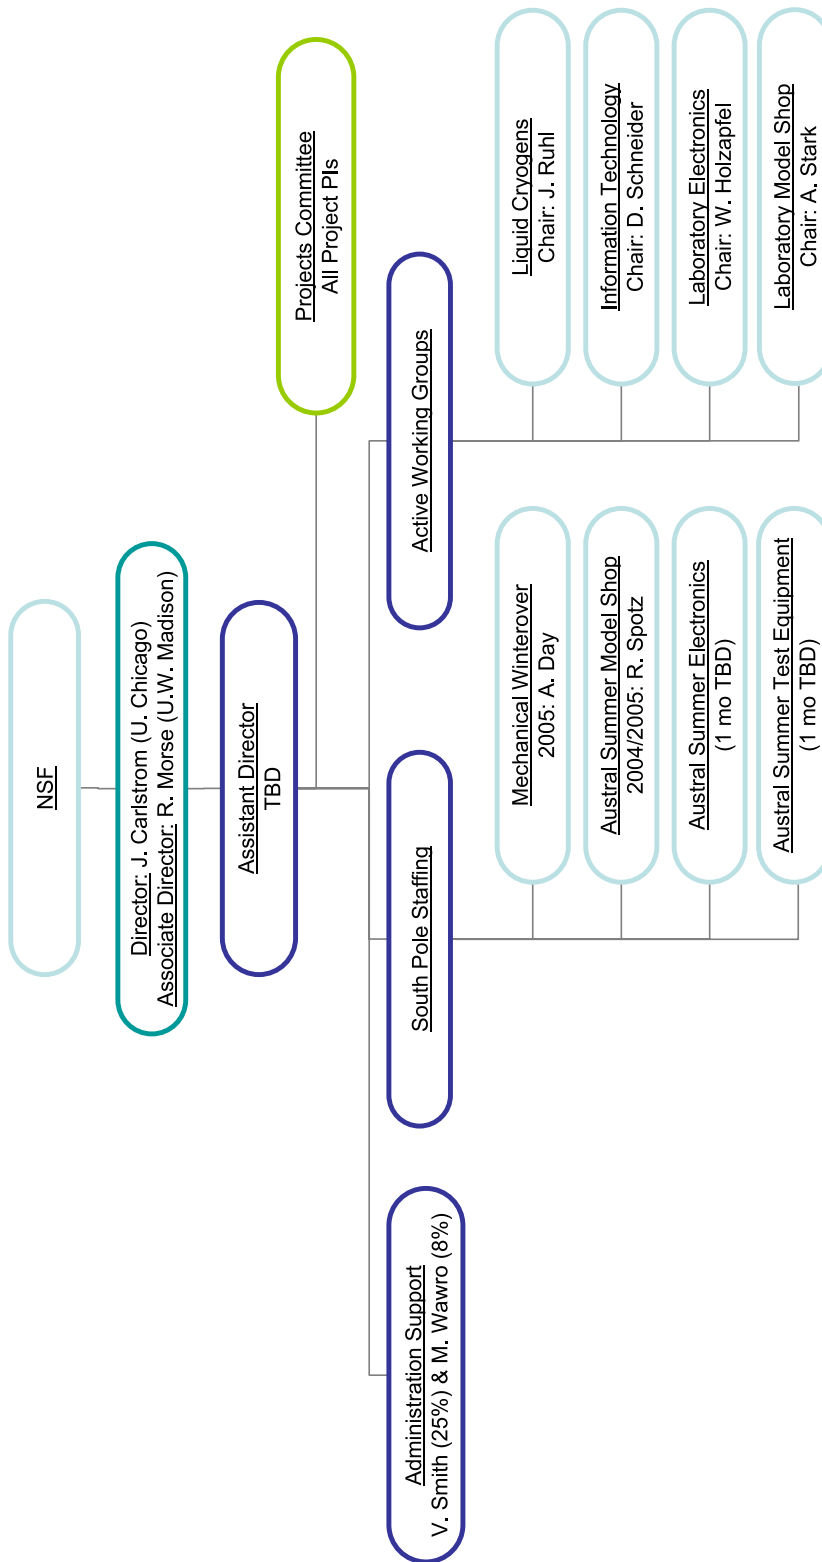 NSF
Director: J. Carlstrom (U. Chicago)
Associate Director: R. Morse (U.W. Madison)
Assistant Director
TBD
Projects Committee
All Project PIs
Administration Support
V. Smith (25%) & M. Wawro (8%)
South Pole Staffing
Active Working Groups
Mechanical Winterover
2005: A. Day
Austral Summer Model Shop
2004/2005: R. Spotz
Austral Summer Electronics
(1 mo TBD)
Austral Summer Test Equipment
(1 mo TBD)
Liquid Cryogens
Chair: J. Ruhl
Information Technology
Chair: D. Schneider
Laboratory Electronics
Chair: W. Holzapfel
Laboratory Model Shop
Chair: A. Stark